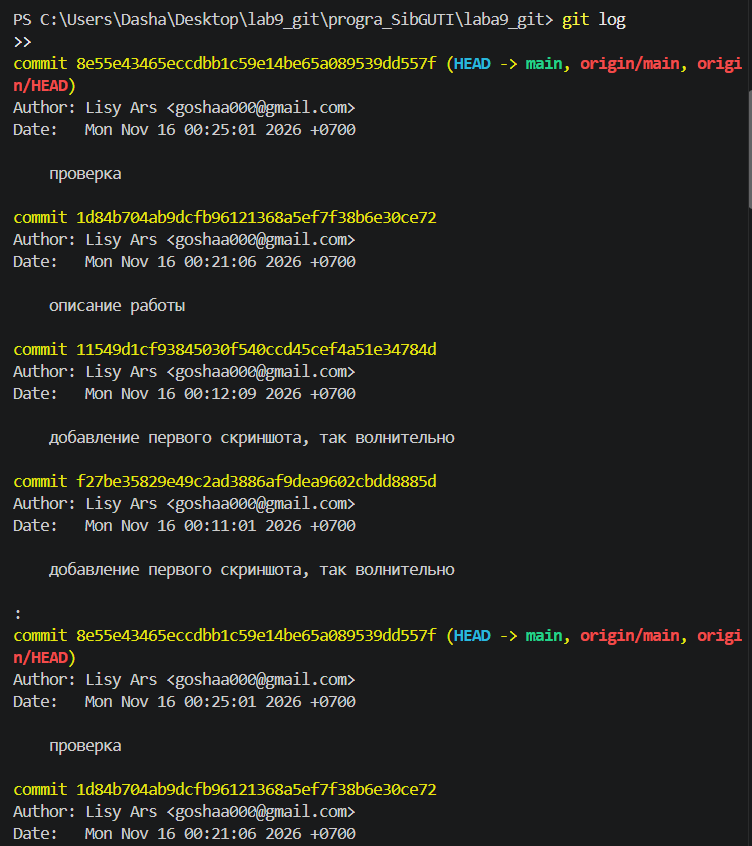 PS C:\Users\Dasha\Desktop\lab9_git\progra_SibGUTI\laba9_git> git log
>>
commit 8e55e43465eccdbb1c59e14be65a089539dd557f (HEAD -> main, origin/main, origi
n/HEAD)
Author: Lisy Ars <goshaa000@gmail.com>
Date:   Mon Nov 16 00:25:01 2026 +0700
проверка
commit 1d84b704ab9dcfb96121368a5ef7f38b6e30ce72
Author: Lisy Ars <goshaa000@gmail.com>
Date:   Mon Nov 16 00:21:06 2026 +0700
описание работы
commit 11549d1cf93845030f540ccd45cef4a51e34784d
Author: Lisy Ars <goshaa000@gmail.com>
Date:   Mon Nov 16 00:12:09 2026 +0700
добавление первого скриншота, так волнительно
commit f27be35829e49c2ad3886af9dea9602cbdd8885d
Author: Lisy Ars <goshaa000@gmail.com>
Date:   Mon Nov 16 00:11:01 2026 +0700
добавление первого скриншота, так волнительно
:
commit 8e55e43465eccdbb1c59e14be65a089539dd557f (HEAD -> main, origin/main, origi
n/HEAD)
Author: Lisy Ars <goshaa000@gmail.com>
Date:   Mon Nov 16 00:25:01 2026 +0700
проверка
commit 1d84b704ab9dcfb96121368a5ef7f38b6e30ce72
Author: Lisy Ars <goshaa000@gmail.com>
Date:   Mon Nov 16 00:21:06 2026 +0700